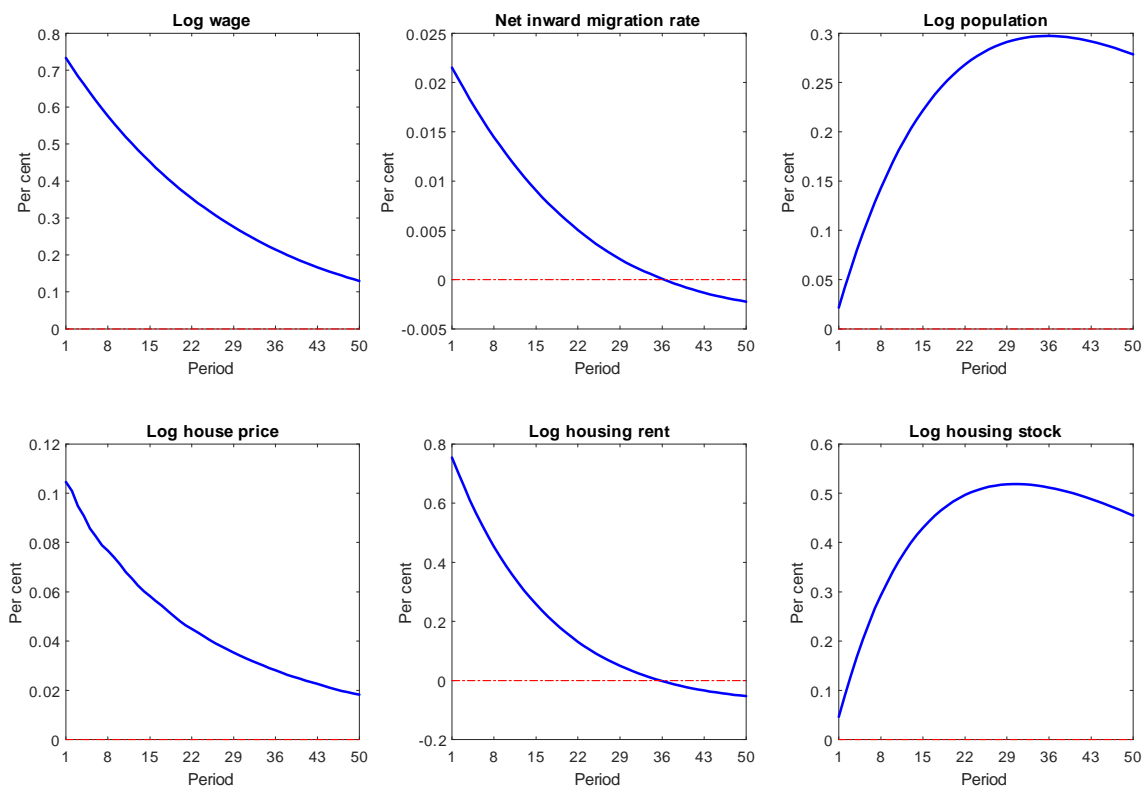 Log wage
Per cent
0.8
0.7
0.6
0.5
0.4
0.3
0.2
0.1
0
1 8 15 22 29 36 43 50
Period
Net inward migration rate
Per cent
0.025
0.02
0.015
0.01
0.005
0
-0.005
1 8 15 22 29 36 43 50
Period
Log population
Per cent
0.3
0.25
0.2
0.15
0.1
0.05
0
1 8 15 22 29 36 43 50
Period
Log house price
Per cent
0.12
0.1
0.08
0.06
0.04
0.02
0
1 8 15 22 29 36 43 50
Period
Log housing rent
Per cent
0.8
0.6
0.4
0.2
0
-0.2
1 8 15 22 29 36 43 50
Period
Log housing stock
Per cent
0.6
0.5
0.4
0.3
0.2
0.1
0
1 8 15 22 29 36 43 50
Period